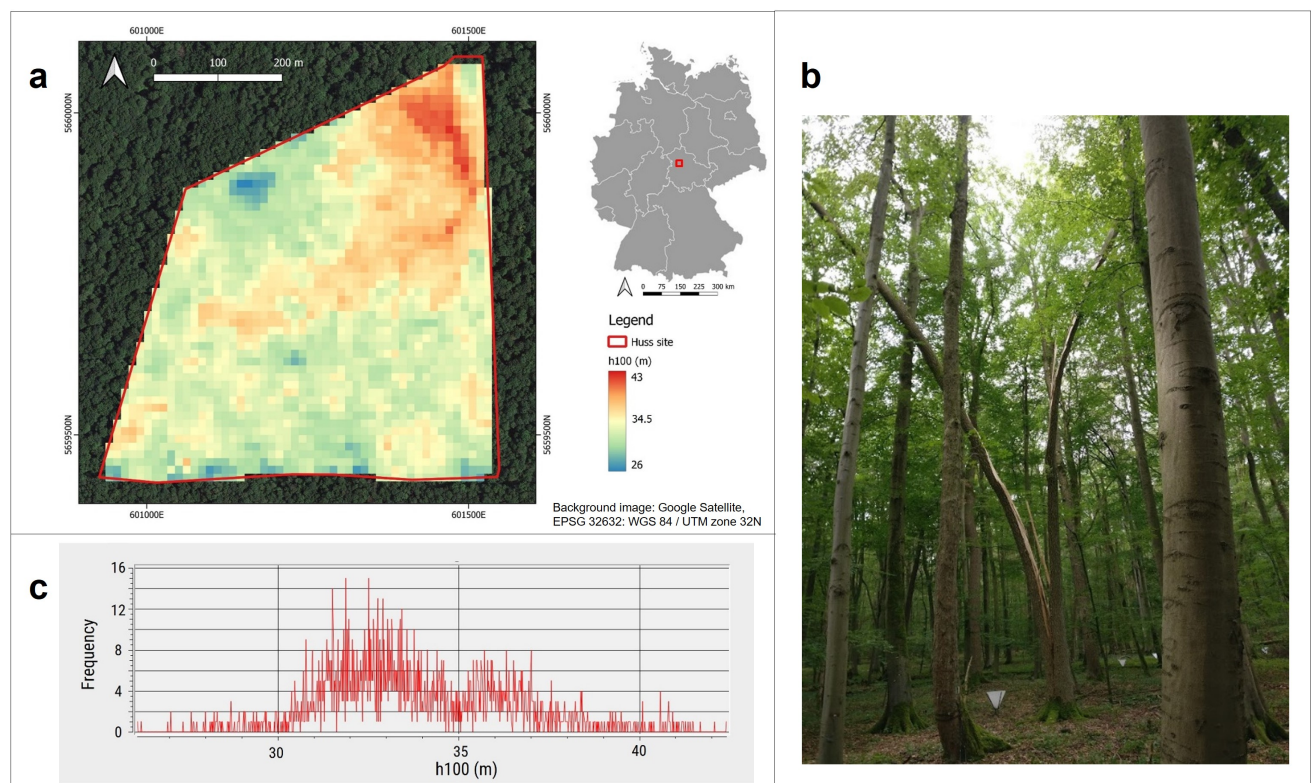 a
601000E
601500E
0 100 200 m
5660000N
5660000N
5659500N
5659500N
601000E
601500E
0 75 150 225 300 km
Legend
Huss site
h100 (m)
43
34.5
26
Background image: Google Satellite,
EPSG 32632: WGS 84 / UTM zone 32N
b
c
16
12
8
4
0
Frequency
30 35 40
h100 (m)